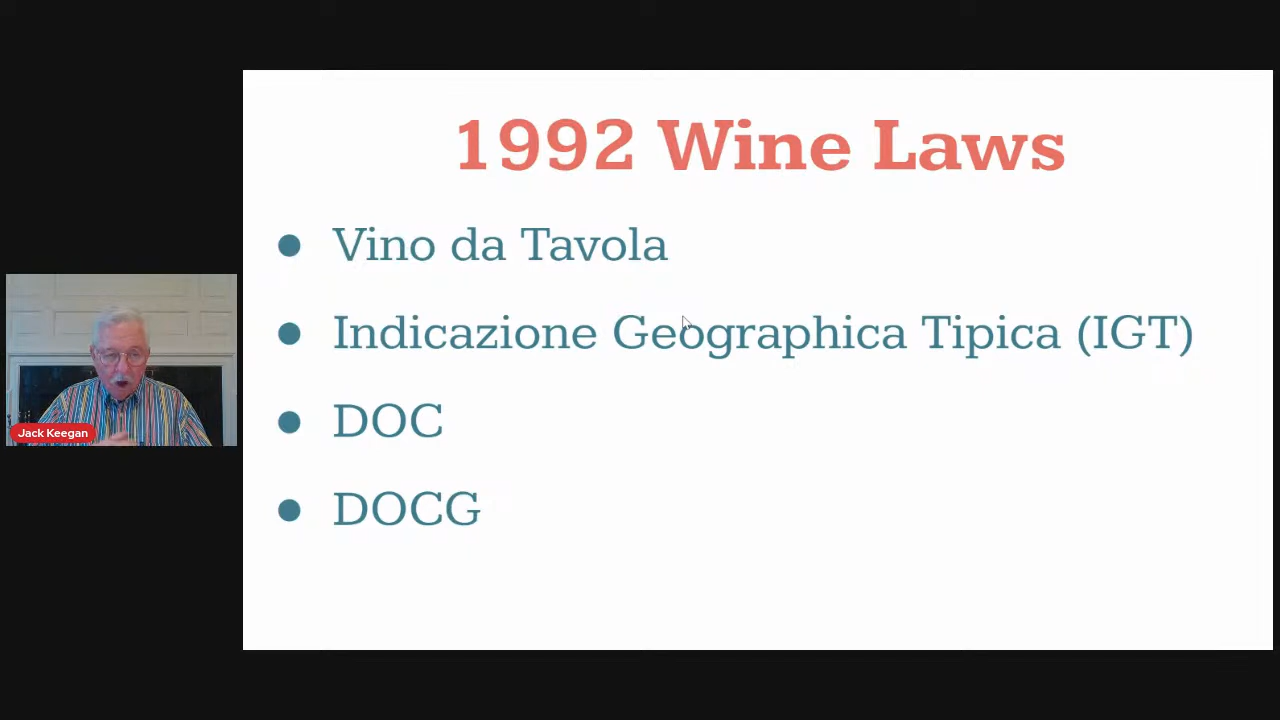 1992 Wine Laws
Vino da Tavola
Indicazione Geographica Tipica (IGT)
DOC
DOCG
Jack Keegan